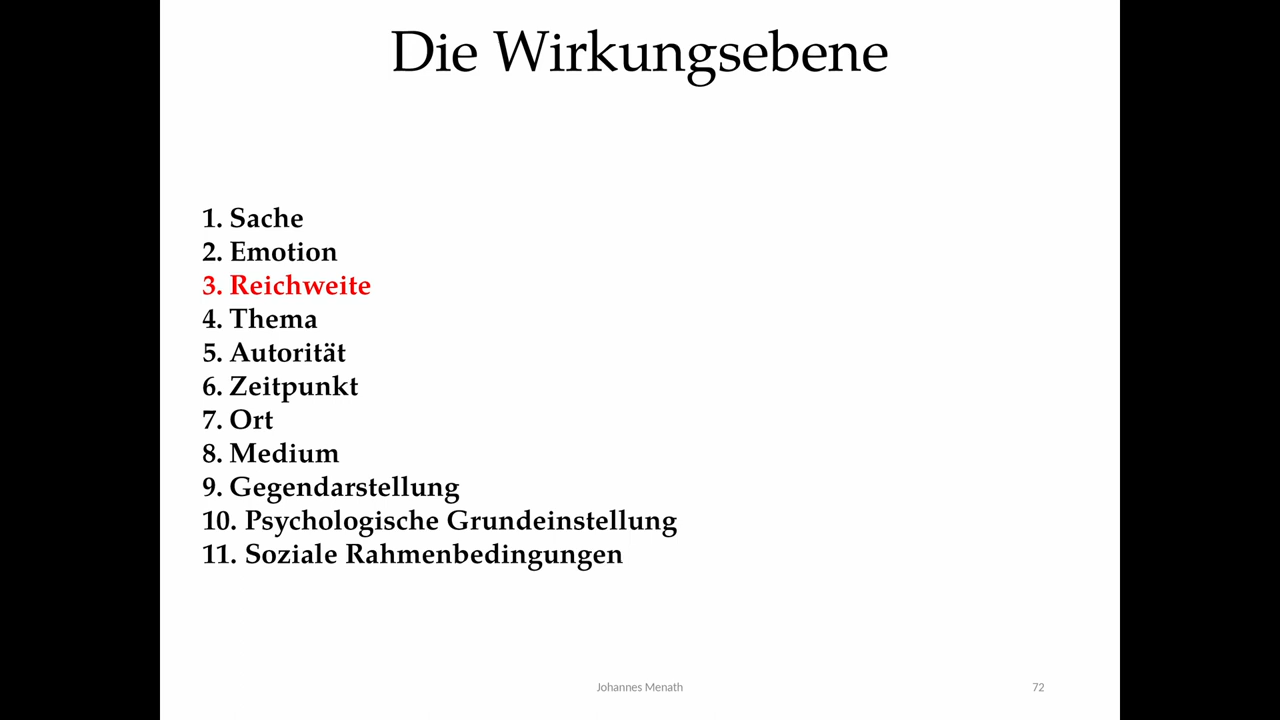 Die Wirkungsebene
1. Sache
2. Emotion
3. Reichweite
4. Thema
5. Autorität
6. Zeitpunkt
7. Ort
8. Medium
9. Gegendarstellung
10. Psychologische Grundeinstellung
11. Soziale Rahmenbedingungen
Johannes Menath
72